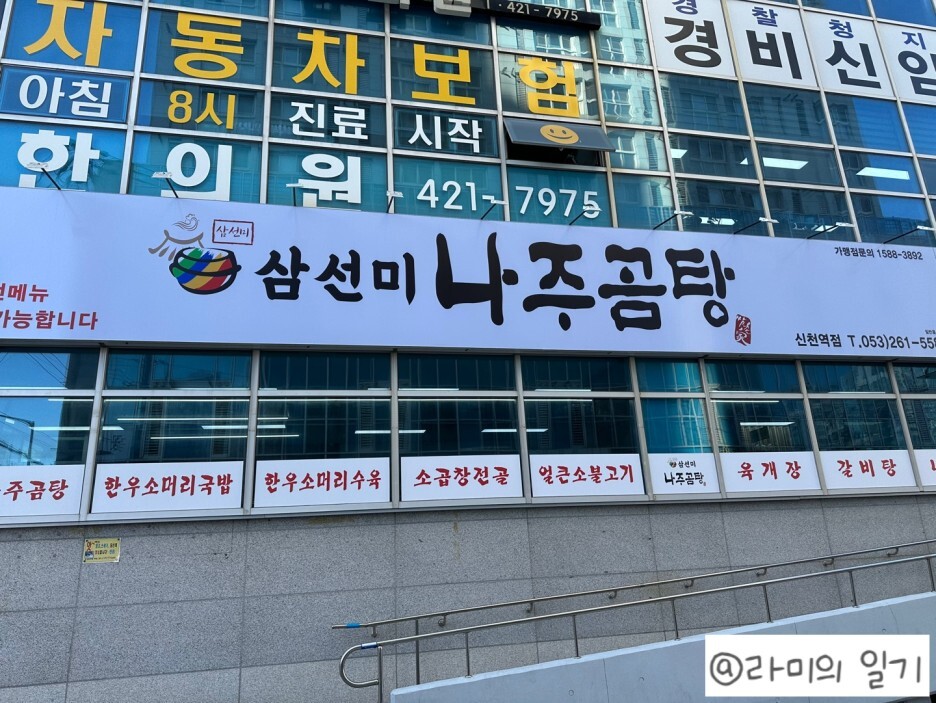 421-7975
자동차보험
경찰청지
경비신임
아침 8시 진료 시작
한의원 - 421-7975
삼선미
삼선미 나주곰탕
가맹점문의 1588-3892
메뉴
가능합니다
신천역점 T.053)261-55
주곰탕
한우소머리국밥
한우소머리수육
소곱창전골
얼큰소불고기
삼선미
나주곰탕
육개장
갈비탕
@라미의 일기